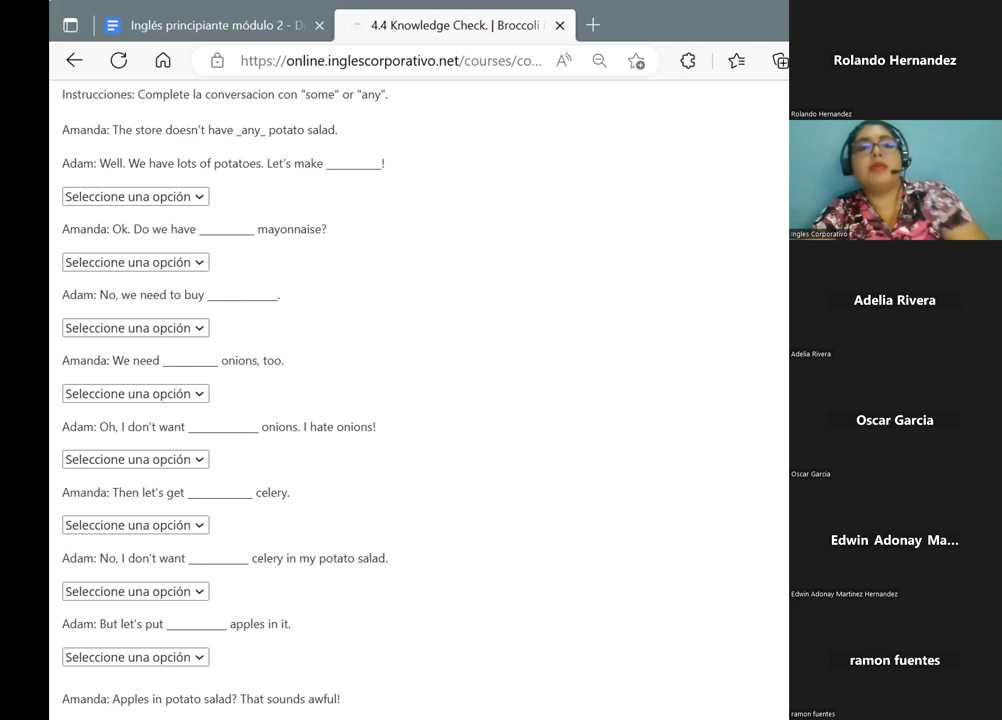 Inglés principiante módulo 2 - D
4.4 Knowledge Check. | Broccoli
https://online.inglescorporativo.net/courses/co...
Instrucciones: Complete la conversacion con "some" or "any".
Amanda: The store doesn't have _any_ potato salad.
Adam: Well. We have lots of potatoes. Let's make _________!
Seleccione una opción
Amanda: Ok. Do we have _________ mayonnaise?
Seleccione una opción
Adam: No, we need to buy ___________.
Seleccione una opción
Amanda: We need _________ onions, too.
Seleccione una opción
Adam: Oh, I don't want ___________ onions. I hate onions!
Seleccione una opción
Amanda: Then let's get ___________ celery.
Seleccione una opción
Adam: No, I don't want __________ celery in my potato salad.
Seleccione una opción
Adam: But let's put __________ apples in it.
Seleccione una opción
Amanda: Apples in potato salad? That sounds awful!
Rolando Hernandez
Rolando Hernandez
Ingles Corporativo
Adelia Rivera
Adelia Rivera
Oscar Garcia
Oscar Garcia
Edwin Adonay Ma...
Edwin Adonay Martinez Hernandez
ramon fuentes
ramon fuentes